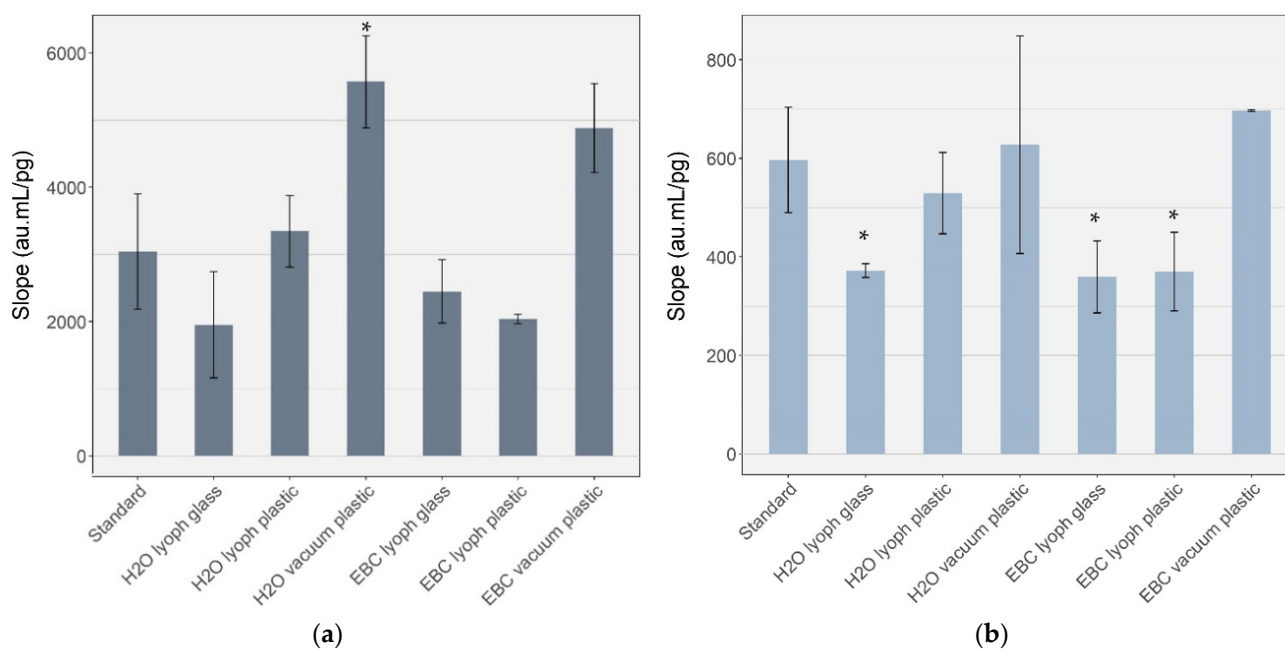 Slope (au.mL/pg)
6000
4000
2000
0
*
Standard
H2O lyoph glass
H2O lyoph plastic
H2O vacuum plastic
EBC lyoph glass
EBC lyoph plastic
EBC vacuum plastic
(a)
Slope (au.mL/pg)
800
600
400
200
0
*
*
*
Standard
H2O lyoph glass
H2O lyoph plastic
H2O vacuum plastic
EBC lyoph glass
EBC lyoph plastic
EBC vacuum plastic
(b)